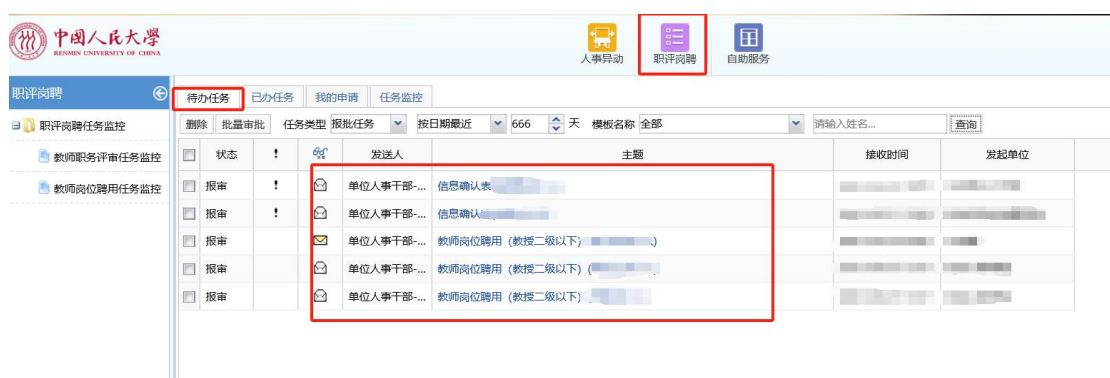 中国人民大學
RENMIN UNIVERSITY OF CHINA
人事异动 职评岗聘 自助服务
职评岗聘
待办任务 已办任务 我的申请 任务监控
职评岗聘任务监控
教师职务评审任务监控
教师岗位聘用任务监控
删除 批量审批 任务类型 报批任务 按日期最近 666 天 模板名称 全部 请输入姓名... 查询
状态 ! 发送人 主题 接收时间 发起单位
报审 ! 单位人事干部-... 信息确认表
报审 ! 单位人事干部-... 信息确认
报审 单位人事干部-... 教师岗位聘用（教授二级以下）
报审 单位人事干部-... 教师岗位聘用（教授二级以下）(
报审 单位人事干部-... 教师岗位聘用（教授二级以下）